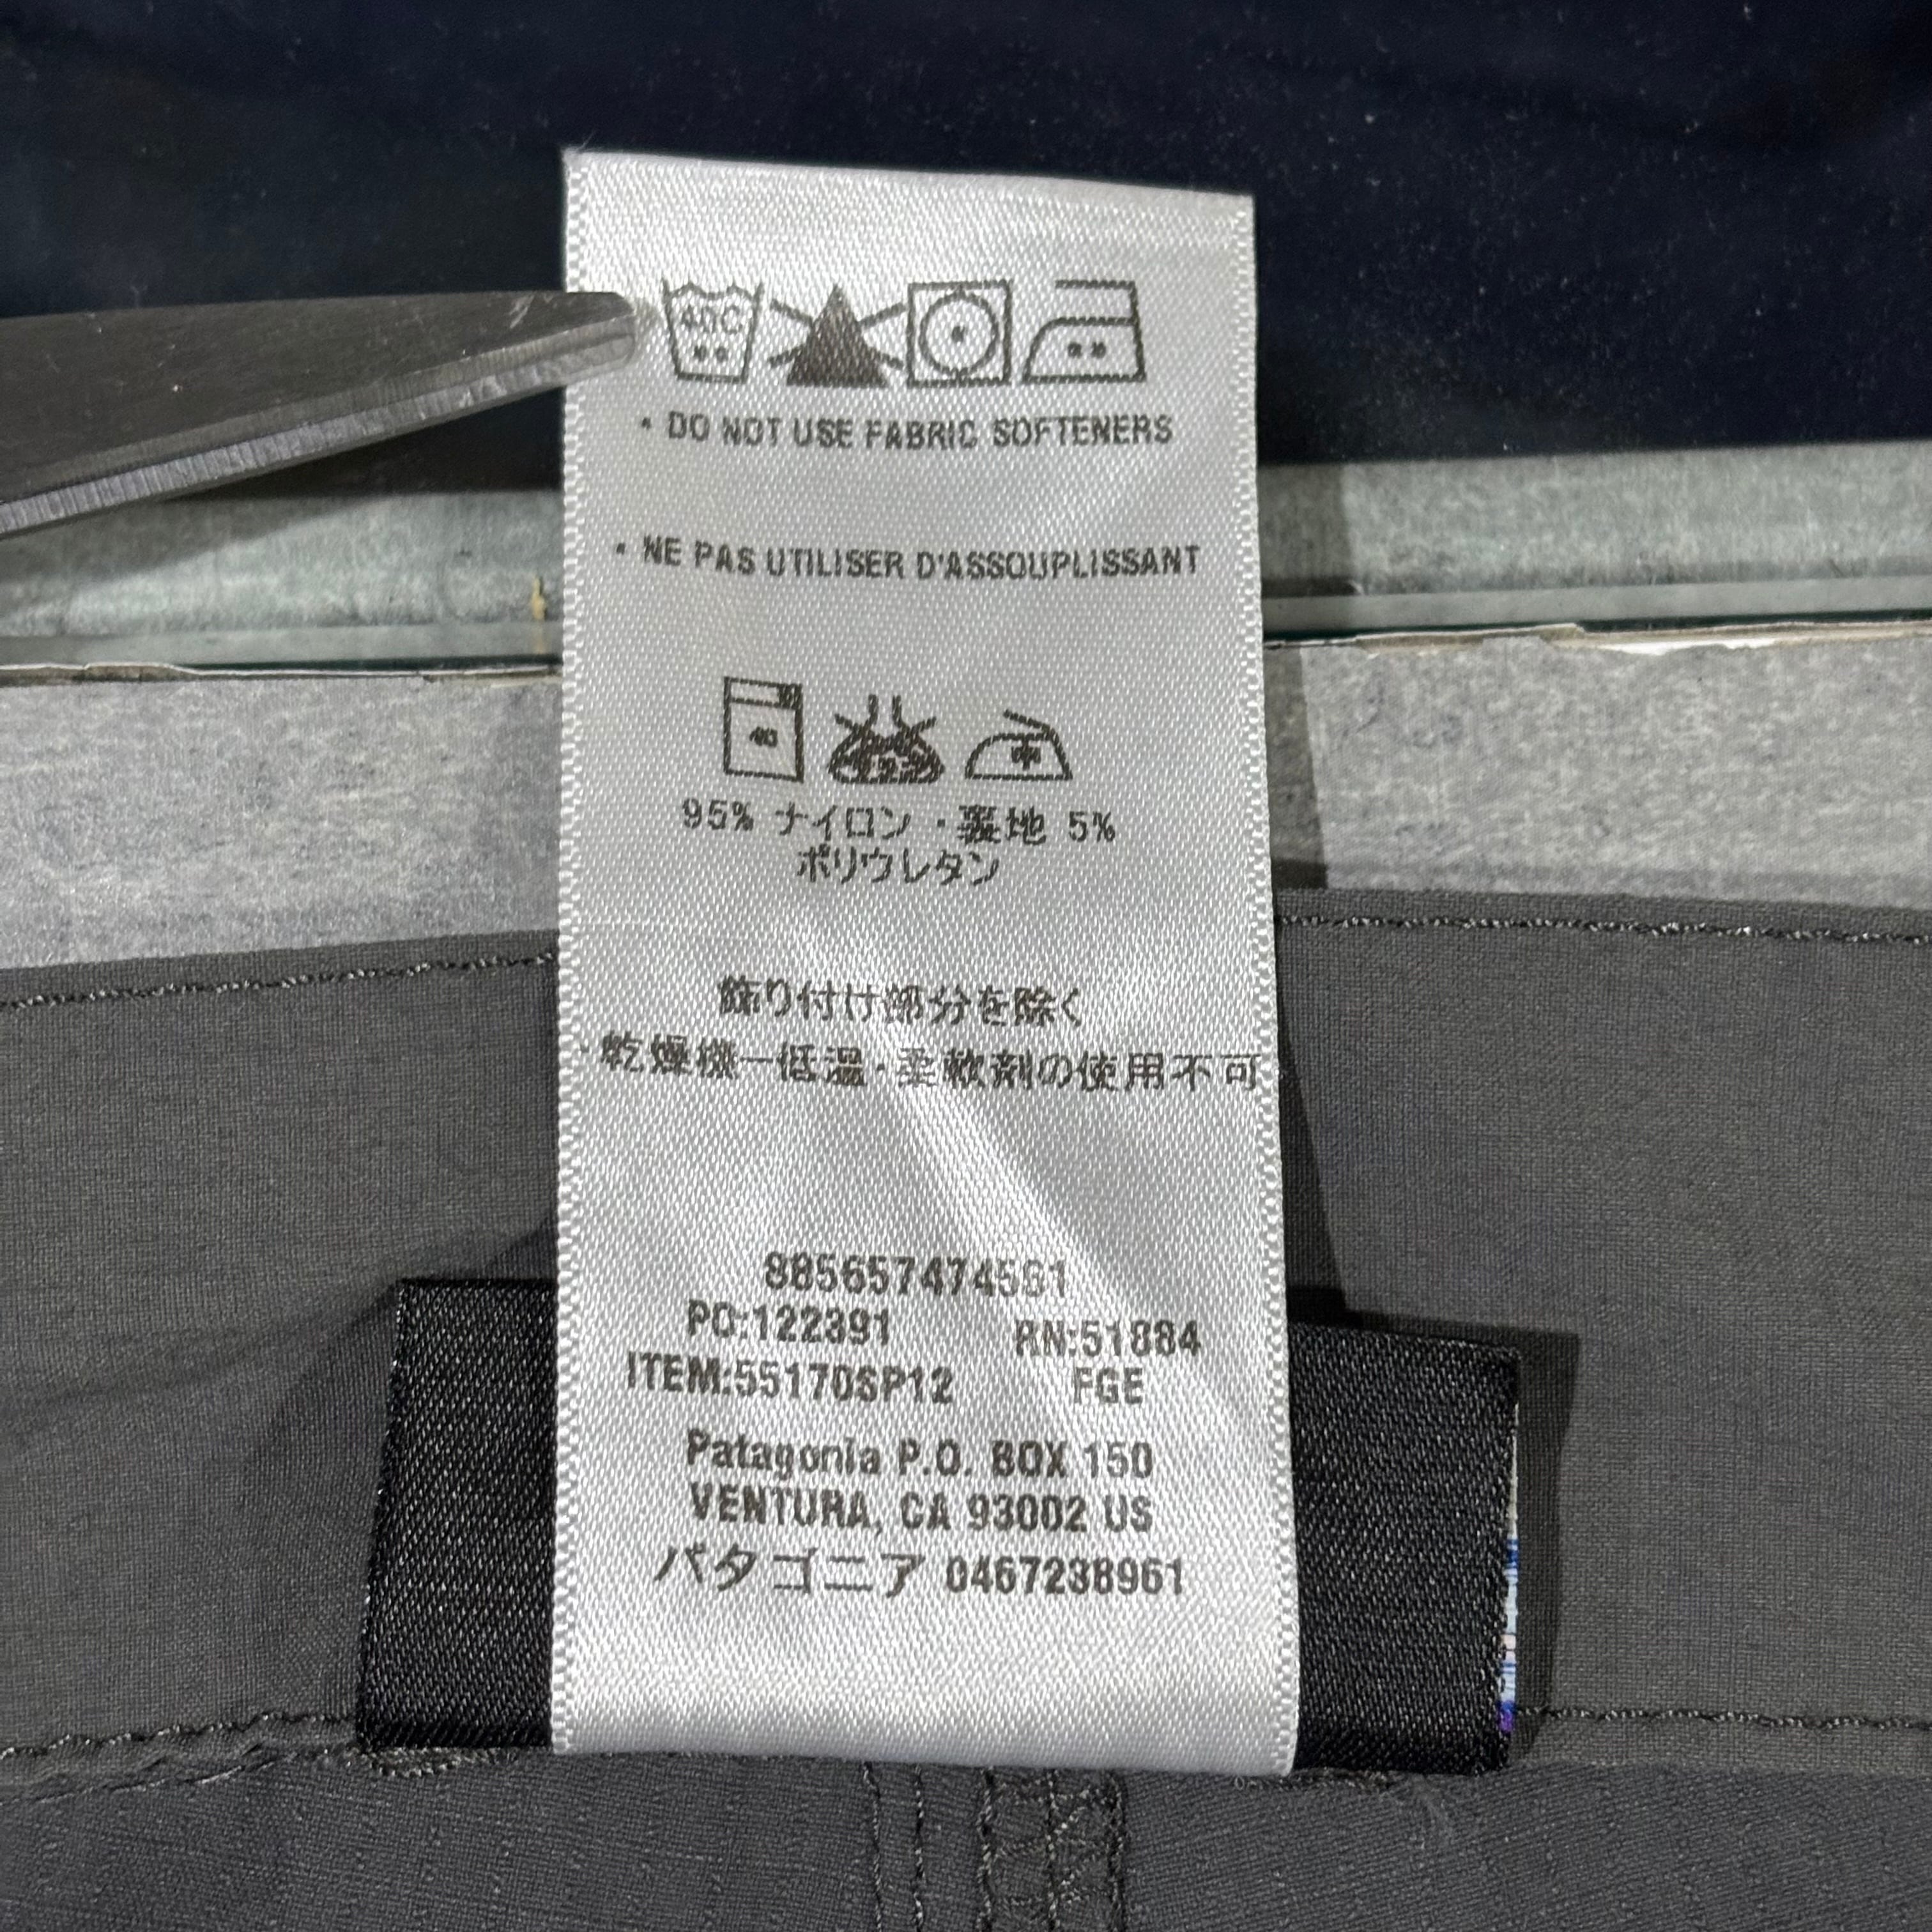 40C
• DO NOT USE FABRIC SOFTENERS
• NE PAS UTILISER D'ASSOUPLISSANT
40
95% ナイロン・裏地 5%
ポリウレタン
飾り付け部分を除く
・乾燥機ー低温・柔軟剤の使用不可
885657474561
PO:122391 RN:51884
ITEM:55170SP12 FGE
Patagonia P.O. BOX 150
VENTURA, CA 93002 US
パタゴニア 0467238961